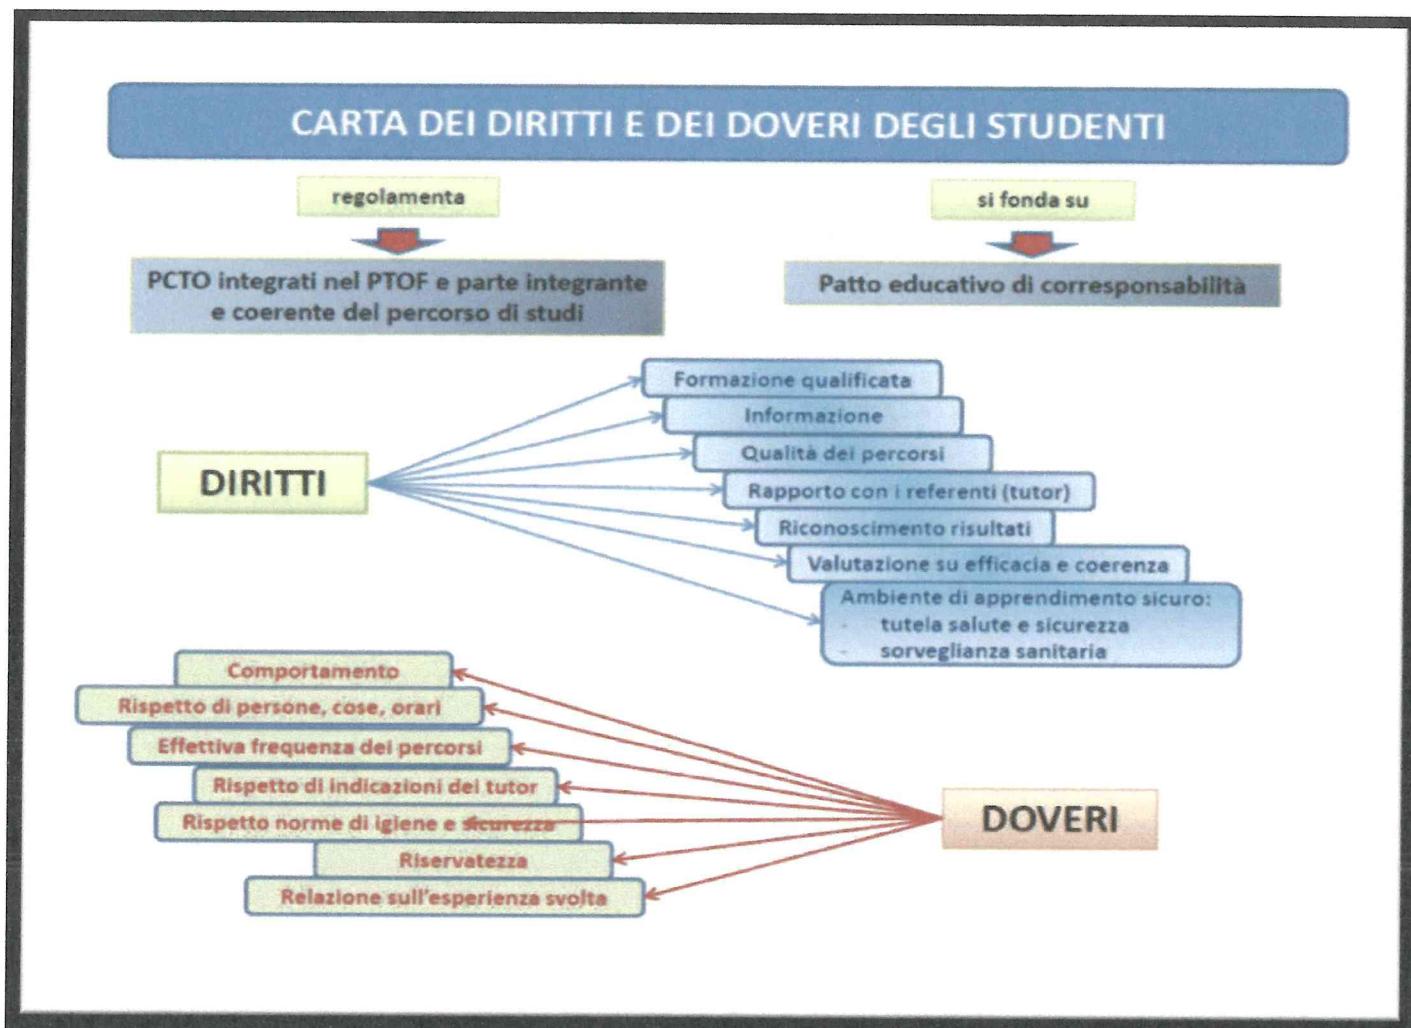 CARTA DEI DIRITTI E DEI DOVERI DEGLI STUDENTI
regolamenta
si fonda su
PCTO integrati nel PTOF e parte integrante
e coerente del percorso di studi
Patto educativo di corresponsabilità
DIRITTI
Formazione qualificata
Informazione
Qualità dei percorsi
Rapporto con i referenti (tutor)
Riconoscimento risultati
Valutazione su efficacia e coerenza
Ambiente di apprendimento sicuro:
- tutela salute e sicurezza
- sorveglianza sanitaria
Comportamento
Rispetto di persone, cose, orari
Effettiva frequenza dei percorsi
Rispetto di indicazioni dei tutor
Rispetto norme di igiene e sicurezza
Riservatezza
Relazione sull'esperienza svolta
DOVERI